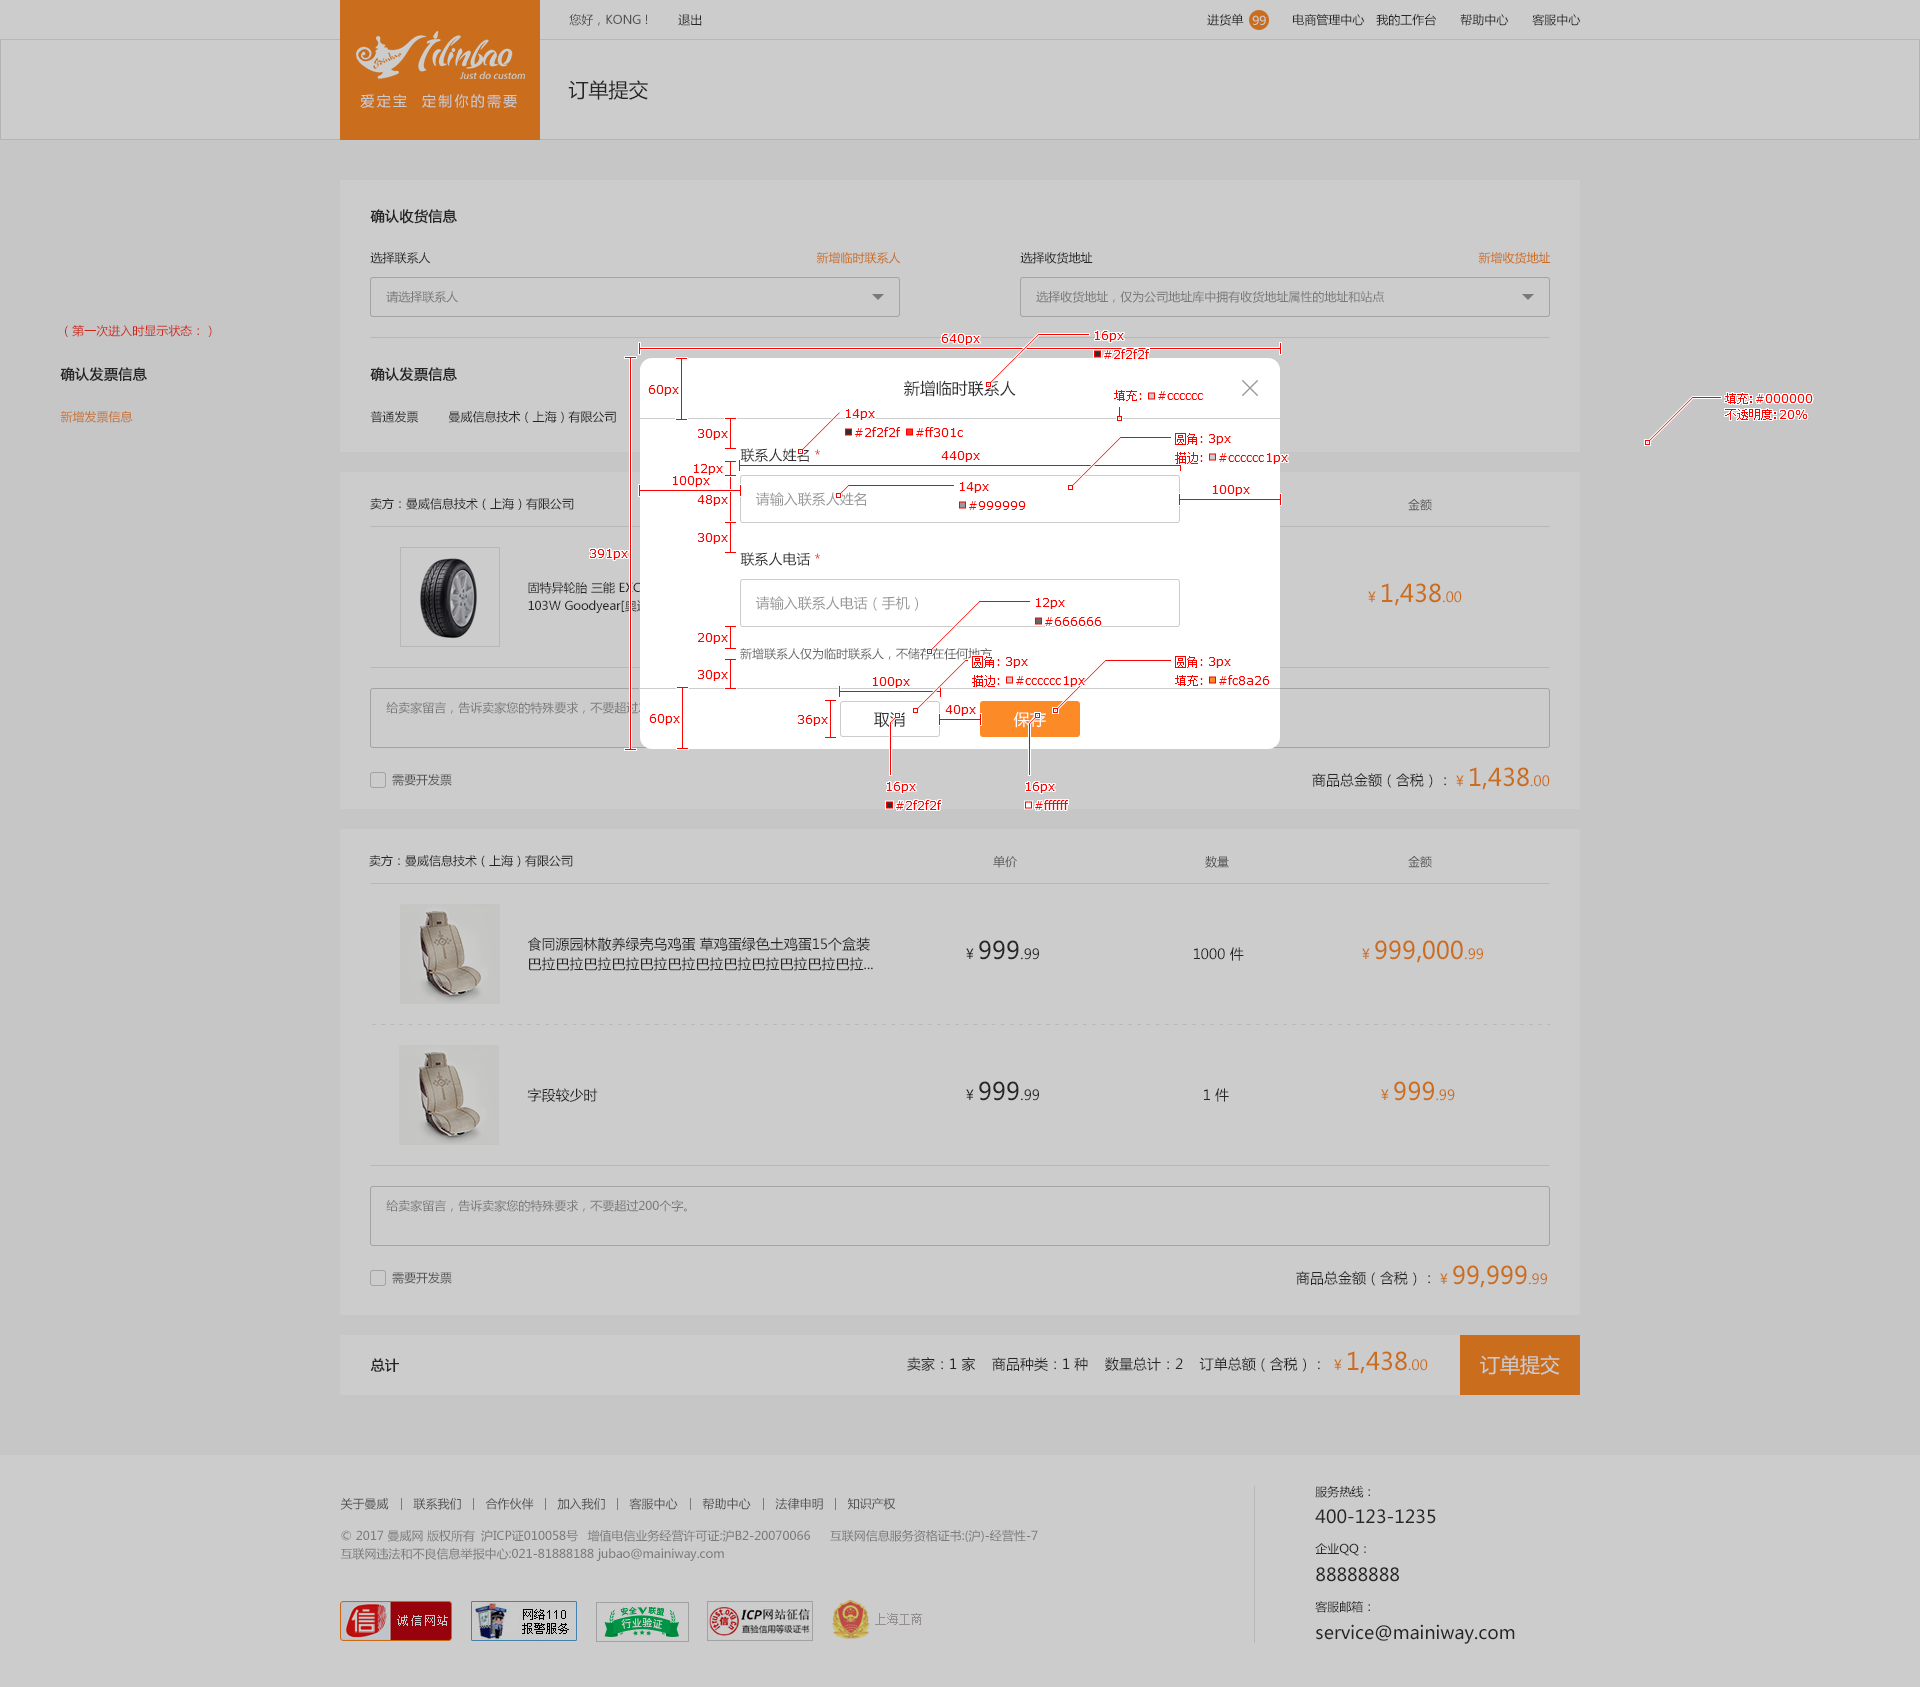 您好，KONG！
退出
进货单 99
电商管理中心
我的工作台
帮助中心
客服中心
tilinbao
Just do custom
爱定宝 定制你的需要
订单提交
确认收货信息
选择联系人
新增临时联系人
选择收货地址
新增收货地址
请选择联系人
选择收货地址，仅为公司地址库中拥有收货地址属性的地址和站点
（第一次进入时显示状态：）
确认发票信息
新增发票信息
确认发票信息
普通发票 曼威信息技术（上海）有限公司
640px
16px
#2f2f2f
60px
新增临时联系人
填充: #cccccc
填充: #000000
不透明度: 20%
14px
#2f2f2f #ff301c
30px
圆角: 3px
描边: #cccccc 1px
联系人姓名 *
440px
12px
100px
48px
请输入联系人姓名
14px
#999999
100px
30px
391px
联系人电话 *
请输入联系人电话（手机）
12px
#666666
20px
新增联系人仅为临时联系人，不储存在任何地方
30px
圆角: 3px
描边: #cccccc 1px
圆角: 3px
填充: #fc8a26
100px
60px
36px
取消
40px
保存
16px
#2f2f2f
16px
#ffffff
卖方：曼威信息技术（上海）有限公司
金额
固特异轮胎 三能 EXC
103W Goodyear
¥ 1,438.00
给卖家留言，告诉卖家您的特殊要求，不要超过
需要开发票
商品总金额（含税）： ¥ 1,438.00
卖方：曼威信息技术（上海）有限公司
单价
数量
金额
食同源园林散养绿壳乌鸡蛋 草鸡蛋绿色土鸡蛋15个盒装
巴拉巴拉巴拉巴拉巴拉巴拉巴拉巴拉巴拉巴拉巴拉巴拉...
¥ 999.99
1000 件
¥ 999,000.99
字段较少时
¥ 999.99
1 件
¥ 999.99
给卖家留言，告诉卖家您的特殊要求，不要超过200个字。
需要开发票
商品总金额（含税）： ¥ 99,999.99
总计
卖家：1 家 商品种类：1 种 数量总计：2 订单总额（含税）： ¥ 1,438.00
订单提交
关于曼威 | 联系我们 | 合作伙伴 | 加入我们 | 客服中心 | 帮助中心 | 法律申明 | 知识产权
© 2017 曼威网 版权所有 沪ICP证010058号 增值电信业务经营许可证:沪B2-20070066 互联网信息服务资格证书:(沪)-经营性-7
互联网违法和不良信息举报中心:021-81888188 jubao@mainiway.com
信 诚信网站
网络110
报警服务
安全V联盟
行业验证
ICP网站征信
直验信用等级证书
上海工商
服务热线：
400-123-1235
企业QQ：
88888888
客服邮箱：
service@mainiway.com